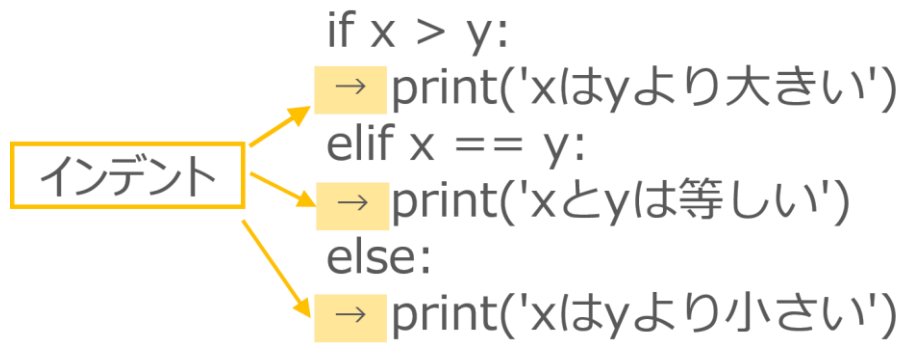 if x > y:
→ print('xはyより大きい')
elif x == y:
インデント
→ print('xとyは等しい')
else:
→ print('xはyより小さい')